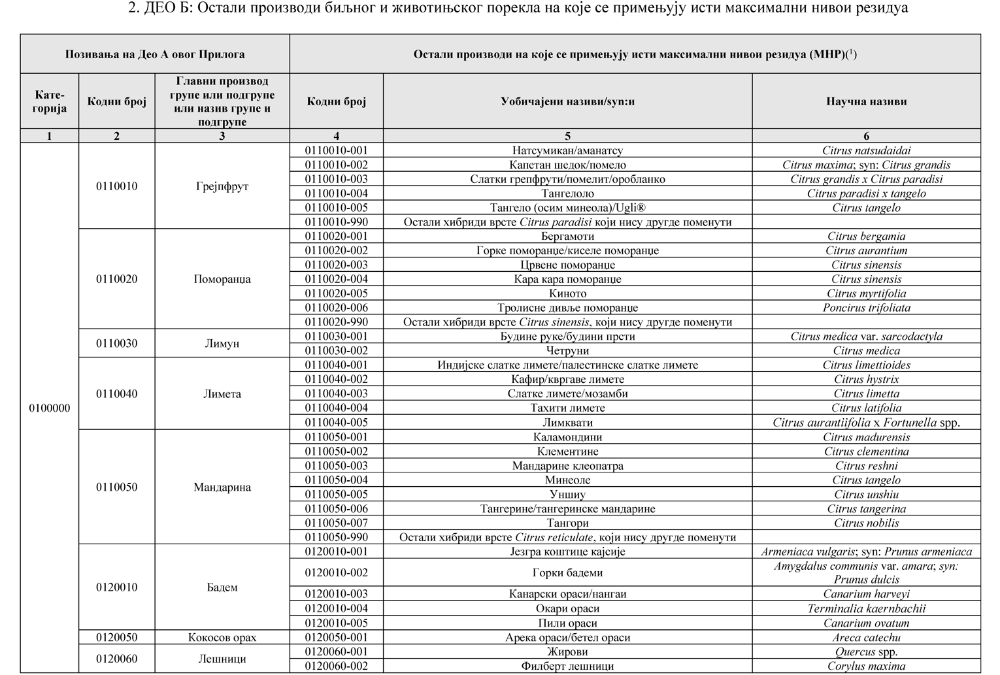 2. ДЕО Б: Остали производи биљног и животињског порекла на које се примењују исти максимални нивои резидуа
Позивања на Део А овог Прилога
Остали производи на које се примењују исти максимални нивои резидуа (МНР)(1)
Кате-
горија
Кодни број
Главни производ
групе или подгрупе
или назив групе и
подгрупе
Кодни број
Уобичајени називи/syn:и
Научна називи
1 2 3 4 5 6
0100000
0110010 Грејпфрут
0110010-001 Натсумикан/аманатсу Citrus natsudaidai
0110010-002 Капетан шедок/помело Citrus maxima; syn: Citrus grandis
0110010-003 Слатки грепфрути/помелит/оробланко Citrus grandis x Citrus paradisi
0110010-004 Тангелоло Citrus paradisi x tangelo
0110010-005 Тангело (осим минеола)/Ugli® Citrus tangelo
0110010-990 Остали хибриди врсте Citrus paradisi који нису другде поменути
0110020 Поморанџа
0110020-001 Бергамоти Citrus bergamia
0110020-002 Горке поморанџе/киселе поморанџе Citrus aurantium
0110020-003 Црвене поморанџе Citrus sinensis
0110020-004 Кара кара поморанџе Citrus sinensis
0110020-005 Киното Citrus myrtifolia
0110020-006 Тролисне дивље поморанџе Poncirus trifoliata
0110020-990 Остали хибриди врсте Citrus sinensis, који нису другде поменути
0110030 Лимун
0110030-001 Будине руке/будини прсти Citrus medica var. sarcodactyla
0110030-002 Четруни Citrus medica
0110040 Лимета
0110040-001 Индијске слатке лимете/палестинске слатке лимете Citrus limettioides
0110040-002 Кафир/квргаве лимете Citrus hystrix
0110040-003 Слатке лимете/мозамби Citrus limetta
0110040-004 Тахити лимете Citrus latifolia
0110040-005 Лимквати Citrus aurantiifolia x Fortunella spp.
0110050 Мандарина
0110050-001 Каламондини Citrus madurensis
0110050-002 Клементине Citrus clementina
0110050-003 Мандарине клеопатра Citrus reshni
0110050-004 Минеоле Citrus tangelo
0110050-005 Уншиу Citrus unshiu
0110050-006 Тангерине/тангеринске мандарине Citrus tangerina
0110050-007 Тангори Citrus nobilis
0110050-990 Остали хибриди врсте Citrus reticulate, који нису другде поменути
0120010 Бадем
0120010-001 Језгра коштице кајсије Armeniaca vulgaris; syn: Prunus armeniaca
0120010-002 Горки бадеми Amygdalus communis var. amara; syn:
Prunus dulcis
0120010-003 Канарски ораси/нангаи Canarium harveyi
0120010-004 Окари ораси Terminalia kaernbachii
0120010-005 Пили ораси Canarium ovatum
0120050 Кокосов орах 0120050-001 Арека ораси/бетел ораси Areca catechu
0120060 Лешници
0120060-001 Жирови Quercus spp.
0120060-002 Филберт лешници Corylus maxima